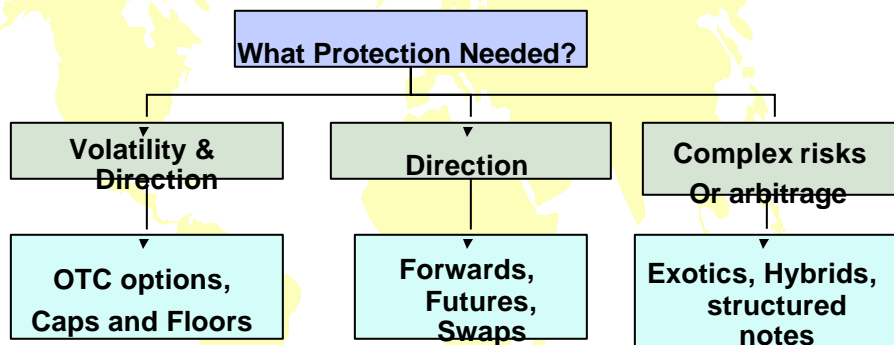 What Protection Needed?
Volatility &
Direction
Direction
Complex risks
Or arbitrage
OTC options,
Caps and Floors
Forwards,
Futures,
Swaps
Exotics, Hybrids,
structured
notes